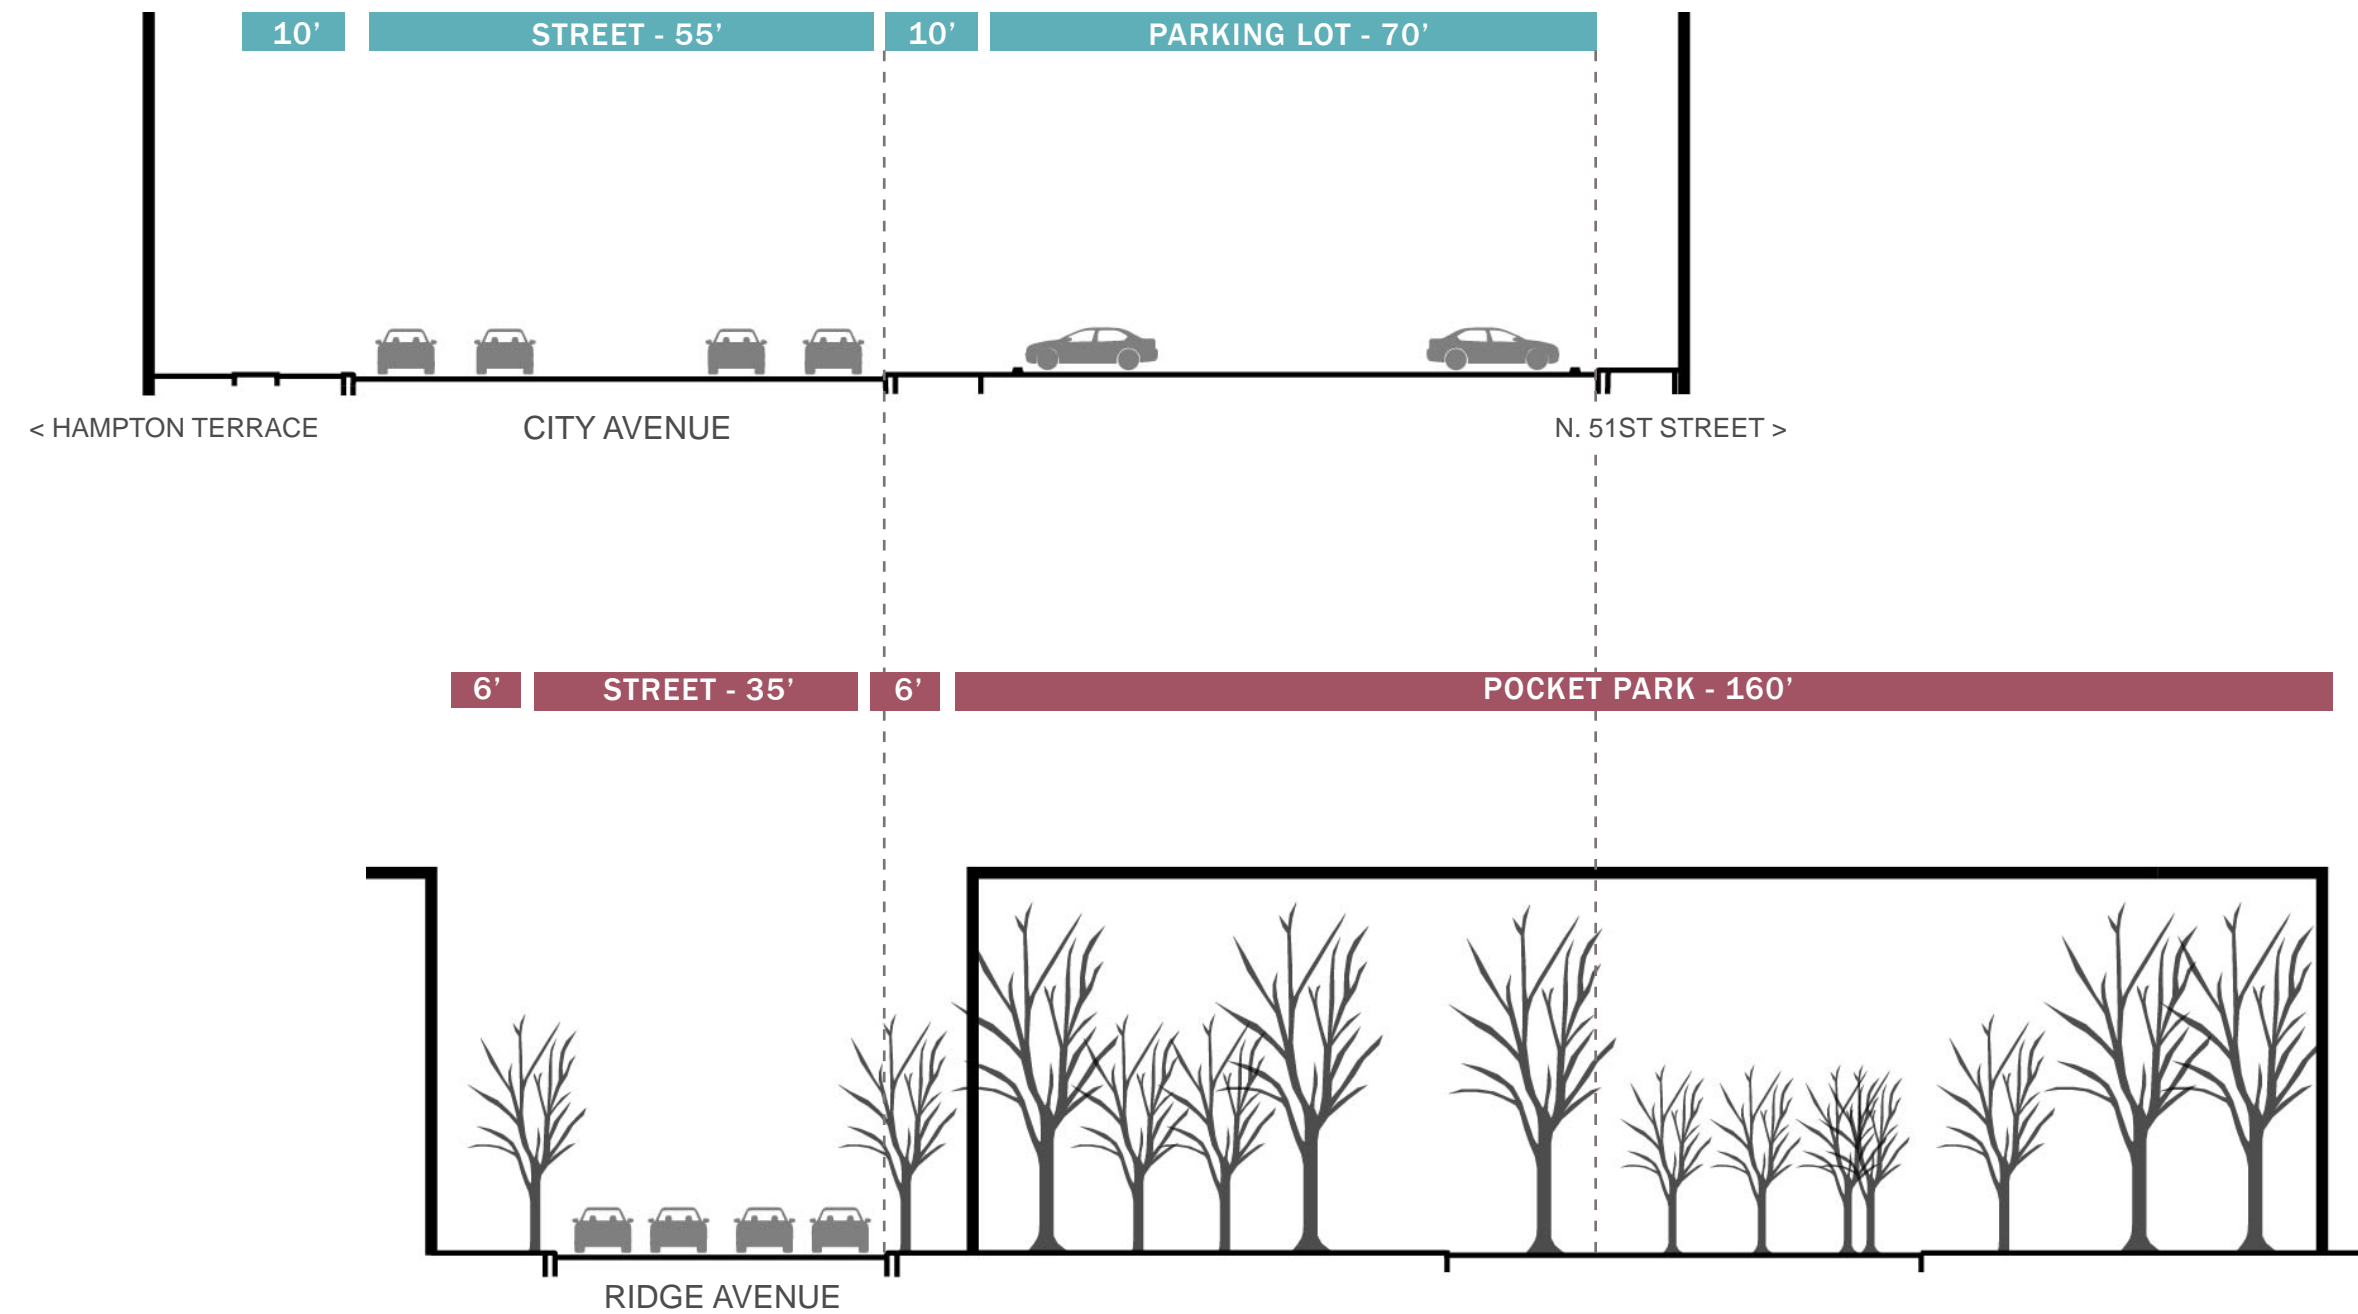 10’
STREET - 55’
10’
PARKING LOT - 70’
< HAMPTON TERRACE
CITY AVENUE
N. 51ST STREET >
6’
STREET - 35’
6’
POCKET PARK - 160’
RIDGE AVENUE